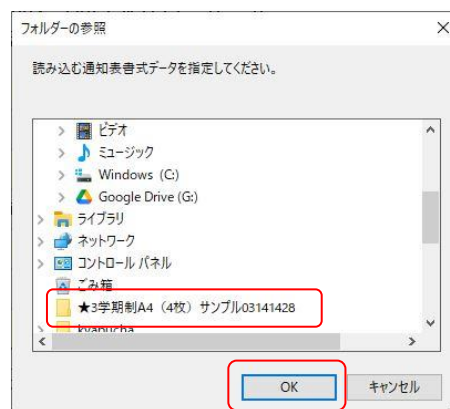 フォルダーの参照
読み込む通知表書式データを指定してください。
ビデオ
ミュージック
Windows (C:)
Google Drive (G:)
ライブラリ
ネットワーク
コントロール パネル
ごみ箱
★3学期制A4（4枚）サンプル03141428
OK
キャンセル